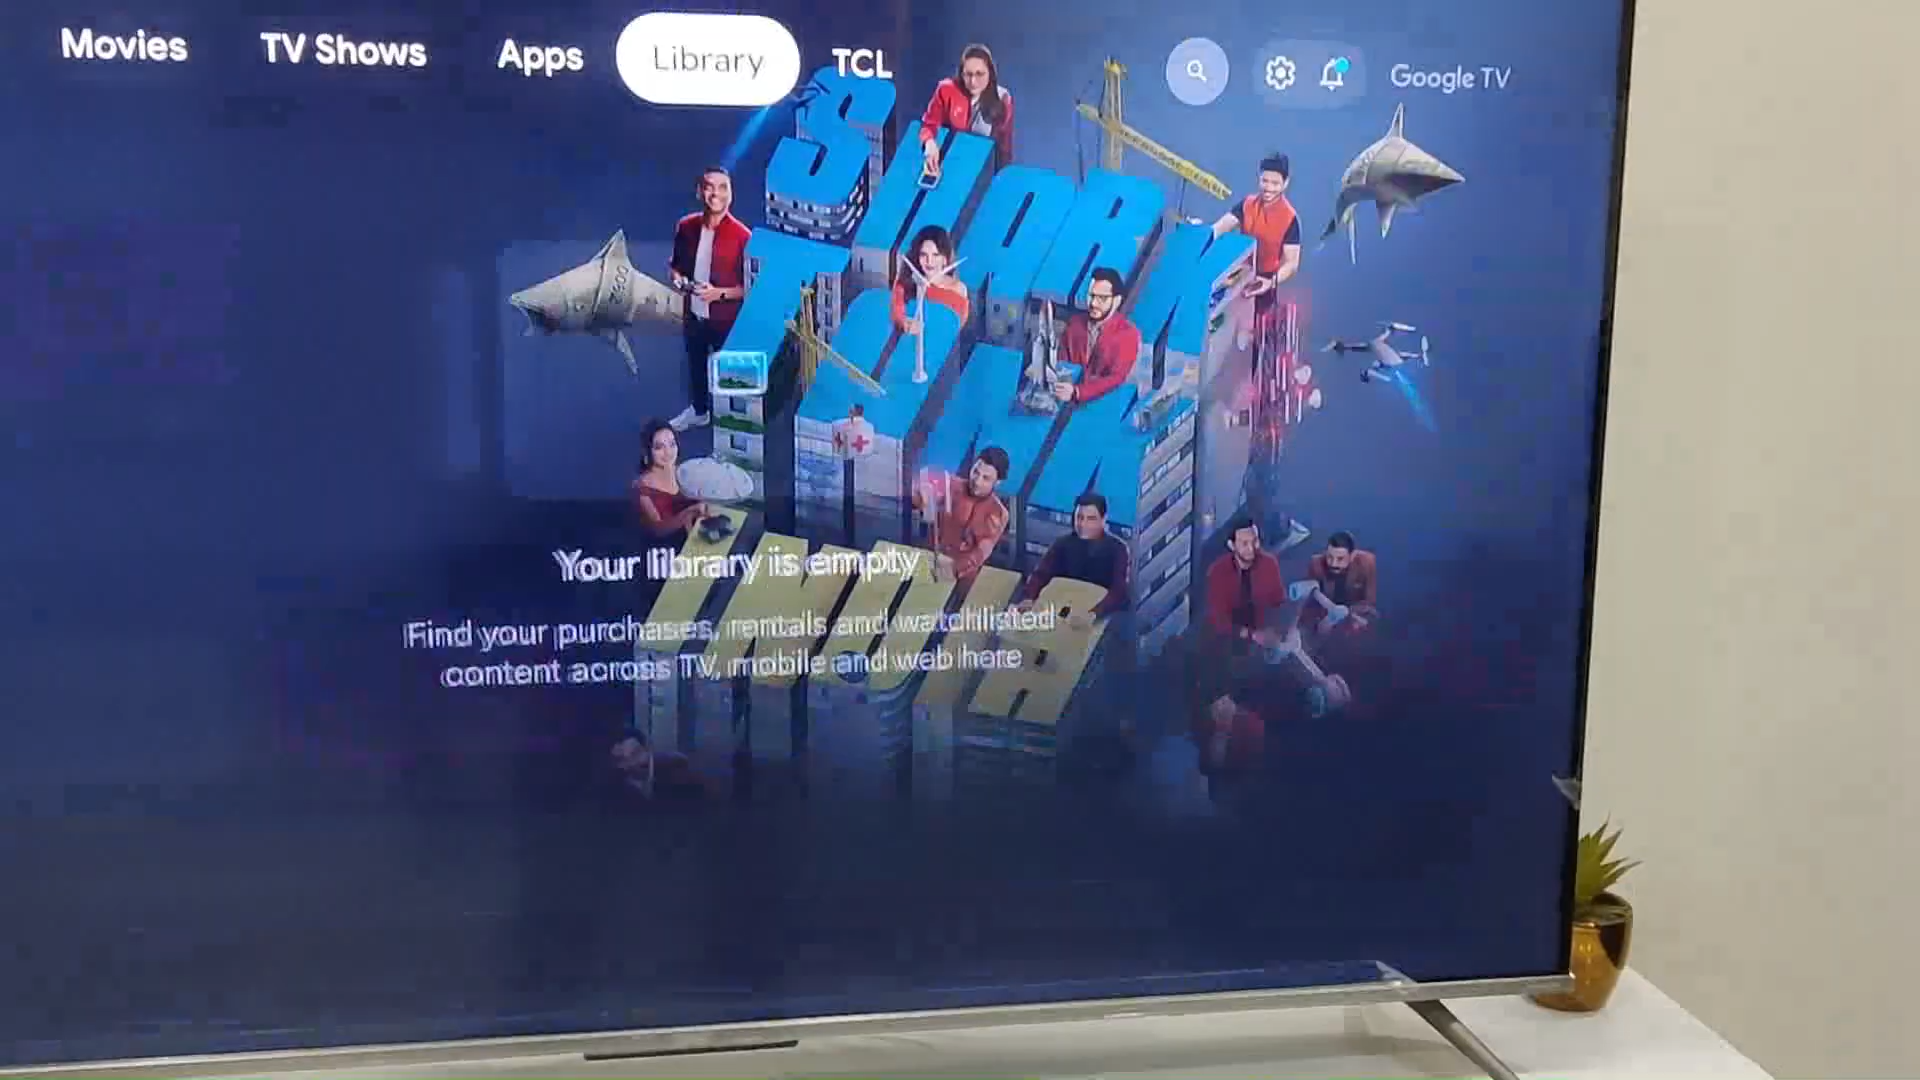 Movies
TV Shows
Apps
Library
TCL
Google TV
SHARK
TANK
INDIA
Your library is empty
Find your purchases, rentals and watchlisted
content across TV, mobile and web here